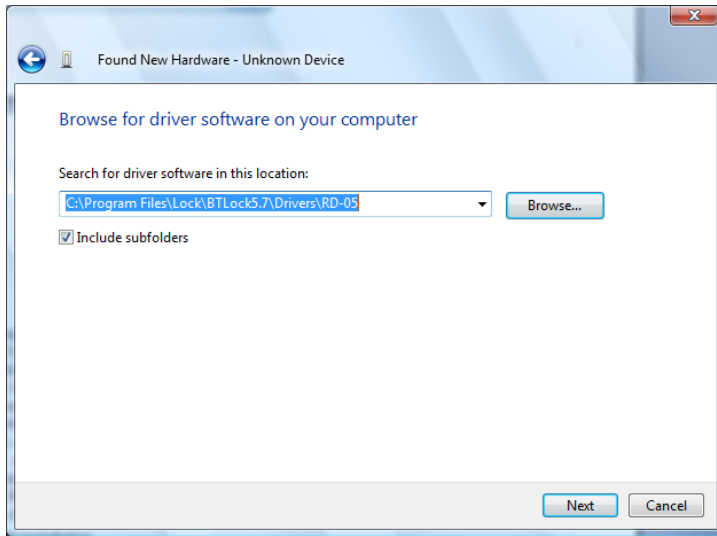 Found New Hardware - Unknown Device
Browse for driver software on your computer
Search for driver software in this location:
C:\Program Files\Lock\BTLock5.7\Drivers\RD-05
Browse...
Include subfolders
Next
Cancel